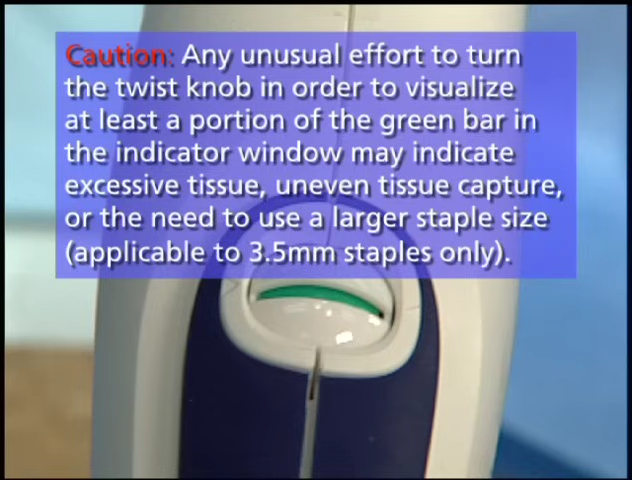 Caution: Any unusual effort to turn
the twist knob in order to visualize
at least a portion of the green bar in
the indicator window may indicate
excessive tissue, uneven tissue capture,
or the need to use a larger staple size
(applicable to 3.5mm staples only).